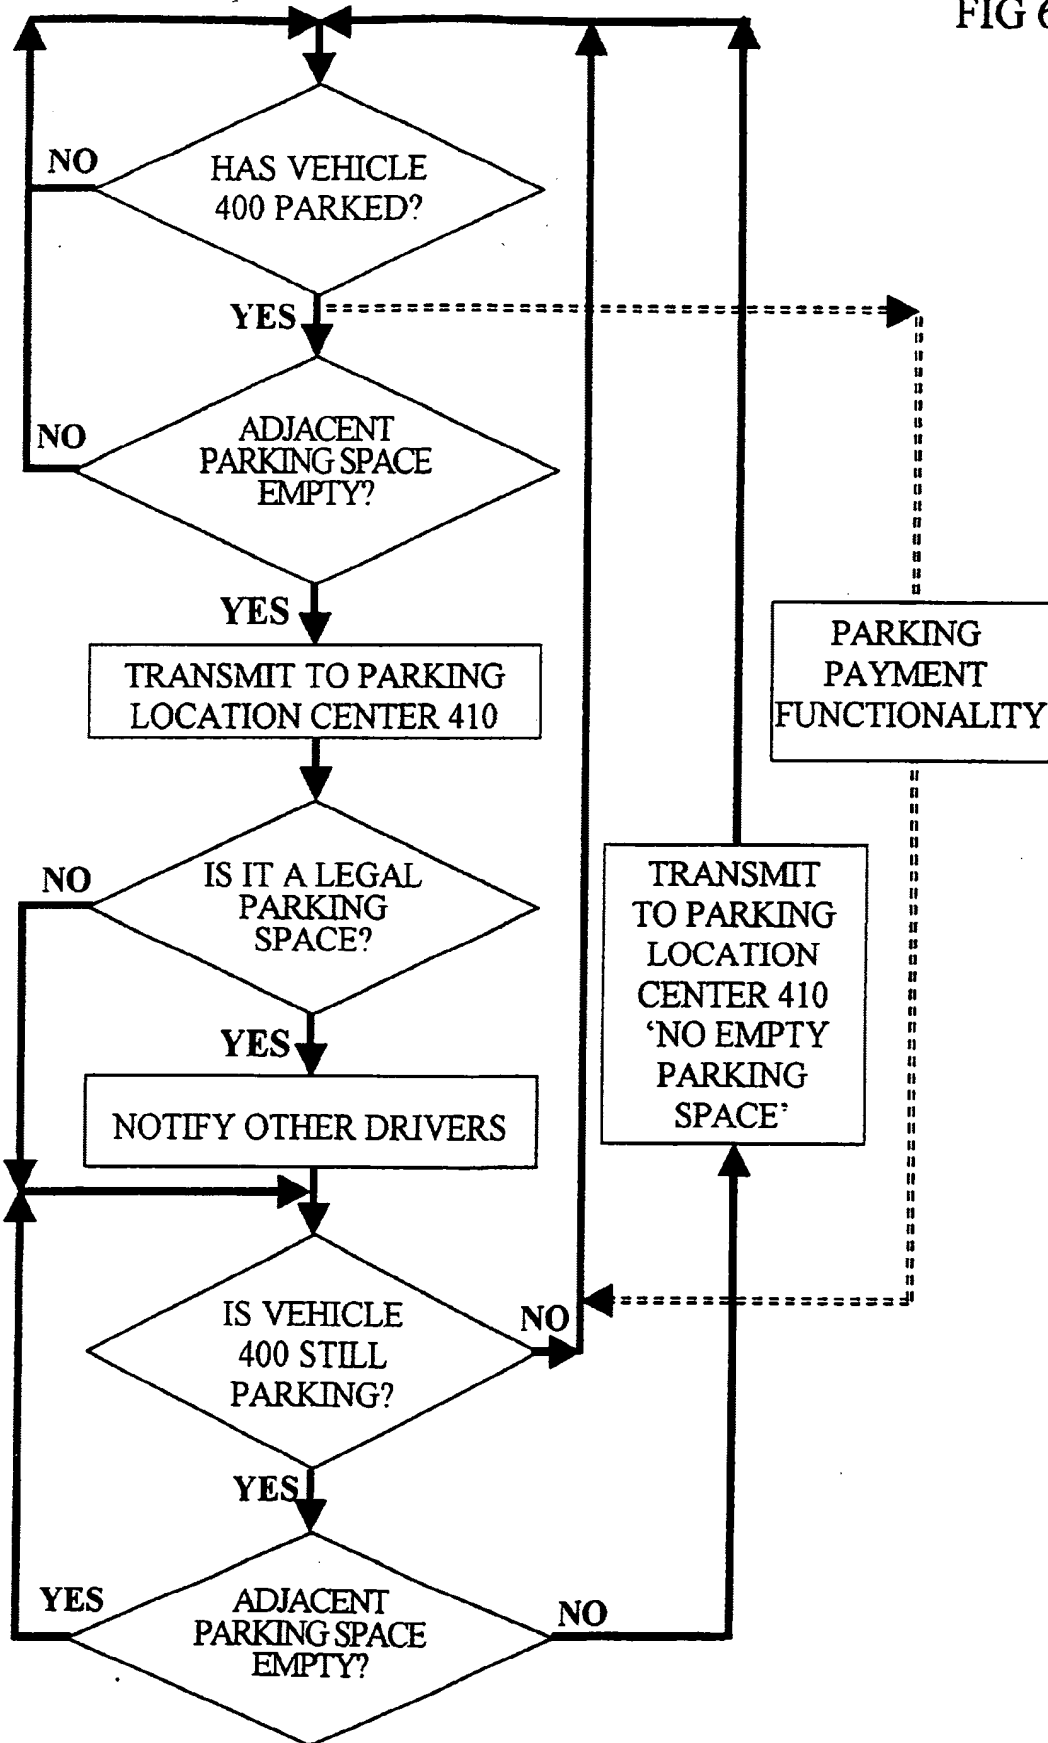 FIG 6
NO
HAS VEHICLE
400 PARKED?
YES
NO
ADJACENT
PARKING SPACE
EMPTY?
YES
TRANSMIT TO PARKING
LOCATION CENTER 410
PARKING
PAYMENT
FUNCTIONALITY
NO
IS IT A LEGAL
PARKING
SPACE?
TRANSMIT
TO PARKING
LOCATION
CENTER 410
‘NO EMPTY
PARKING
SPACE’
YES
NOTIFY OTHER DRIVERS
IS VEHICLE
400 STILL
PARKING?
NO
YES
YES
ADJACENT
PARKING SPACE
EMPTY?
NO